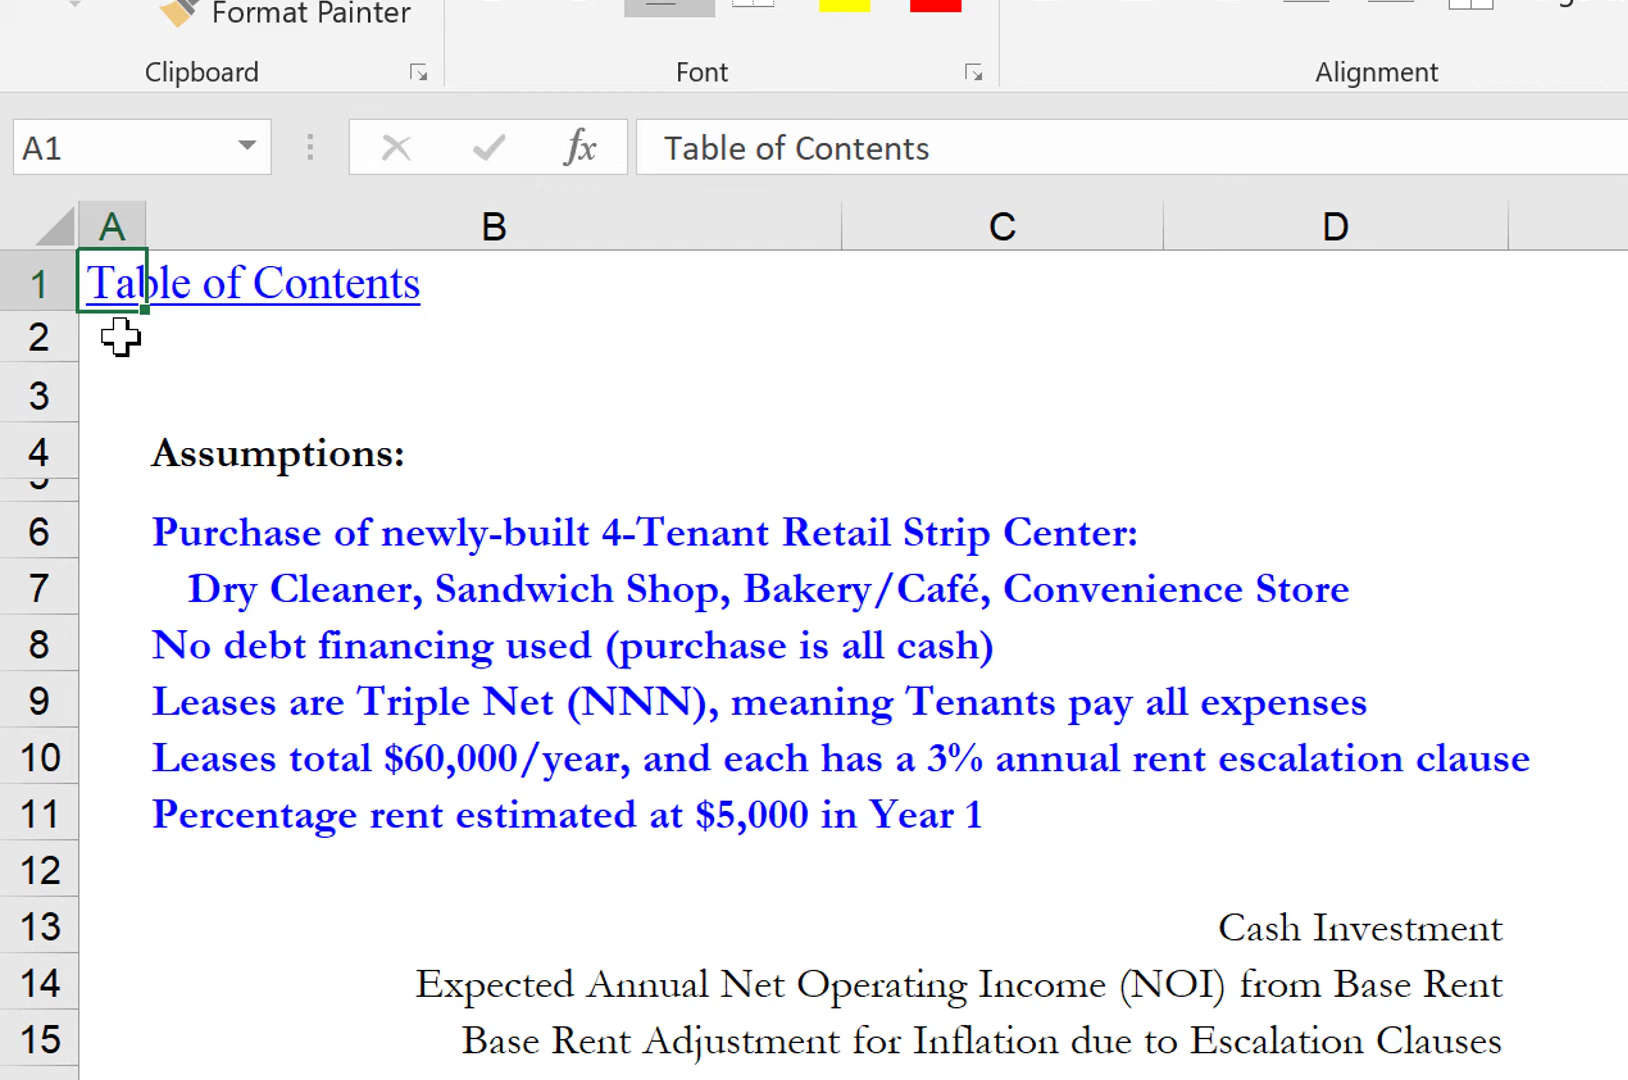 Format Painter
Clipboard Font Alignment
A1 fx Table of Contents
A B C D
1 Table of Contents
2
3
4 Assumptions:
6 Purchase of newly-built 4-Tenant Retail Strip Center:
7 Dry Cleaner, Sandwich Shop, Bakery/Café, Convenience Store
8 No debt financing used (purchase is all cash)
9 Leases are Triple Net (NNN), meaning Tenants pay all expenses
10 Leases total $60,000/year, and each has a 3% annual rent escalation clause
11 Percentage rent estimated at $5,000 in Year 1
12
13 Cash Investment
14 Expected Annual Net Operating Income (NOI) from Base Rent
15 Base Rent Adjustment for Inflation due to Escalation Clauses